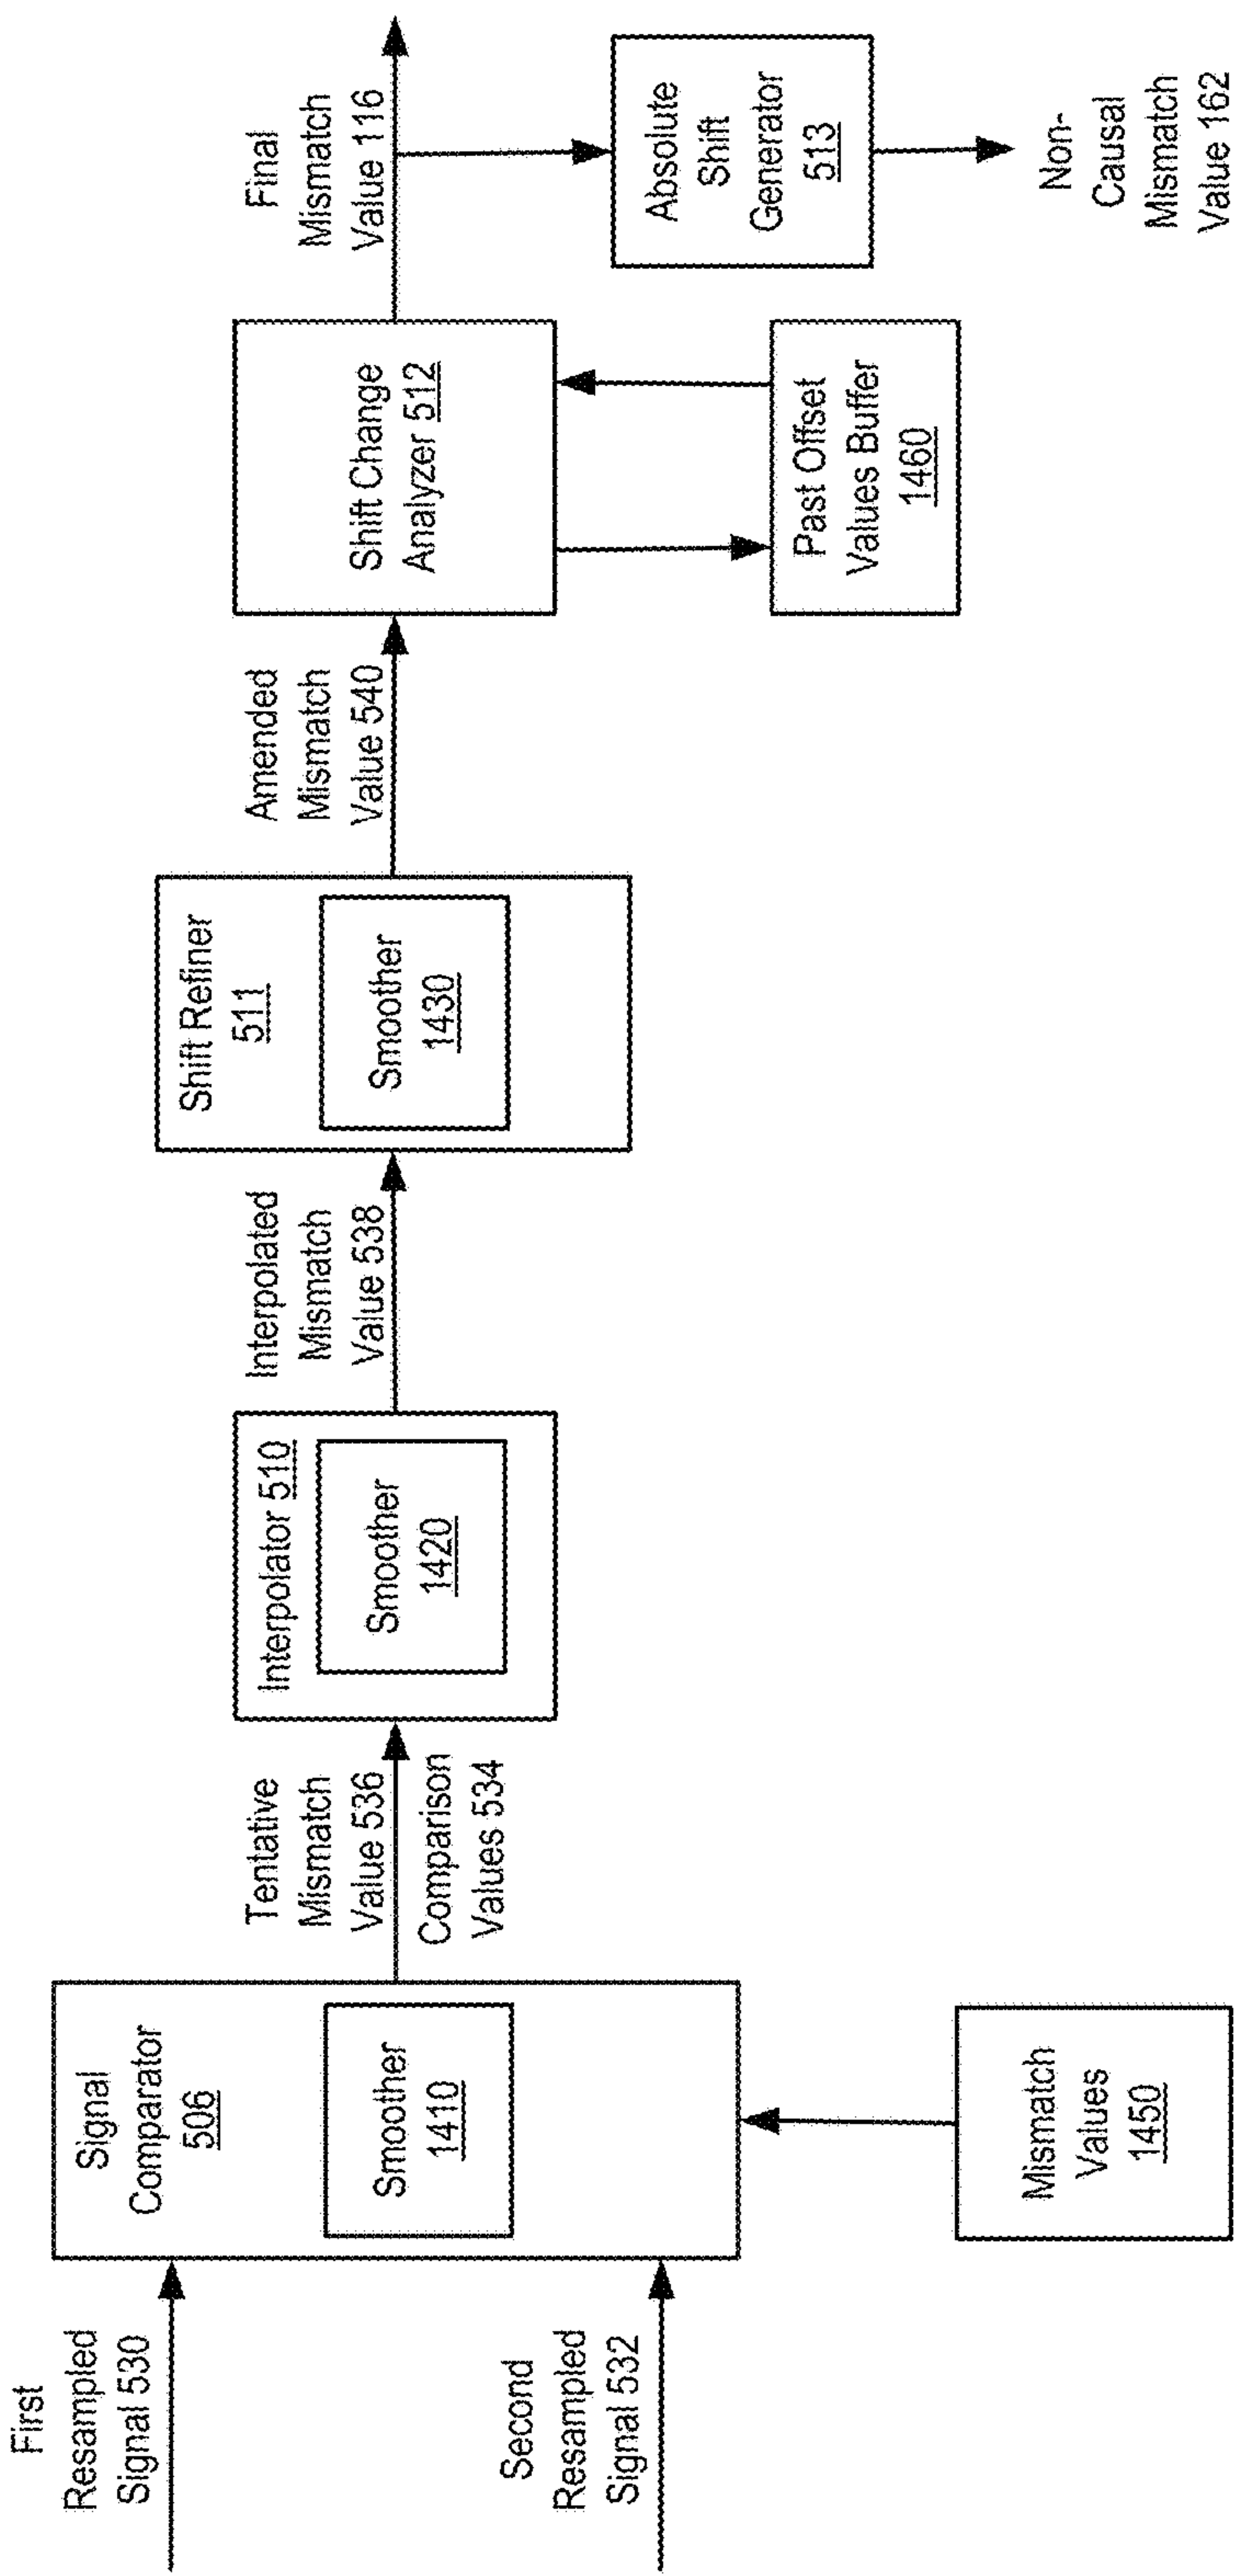 First
Resampled
Signal 530
Second
Resampled
Signal 532
Signal
Comparator
506
Smoother
1410
Mismatch
Values
1450
Tentative
Mismatch
Value 536
Comparison
Values 534
Interpolator 510
Smoother
1420
Interpolated
Mismatch
Value 538
Shift Refiner
511
Smoother
1430
Amended
Mismatch
Value 540
Shift Change
Analyzer 512
Past Offset
Values Buffer
1460
Final
Mismatch
Value 116
Absolute
Shift
Generator
513
Non-
Causal
Mismatch
Value 162